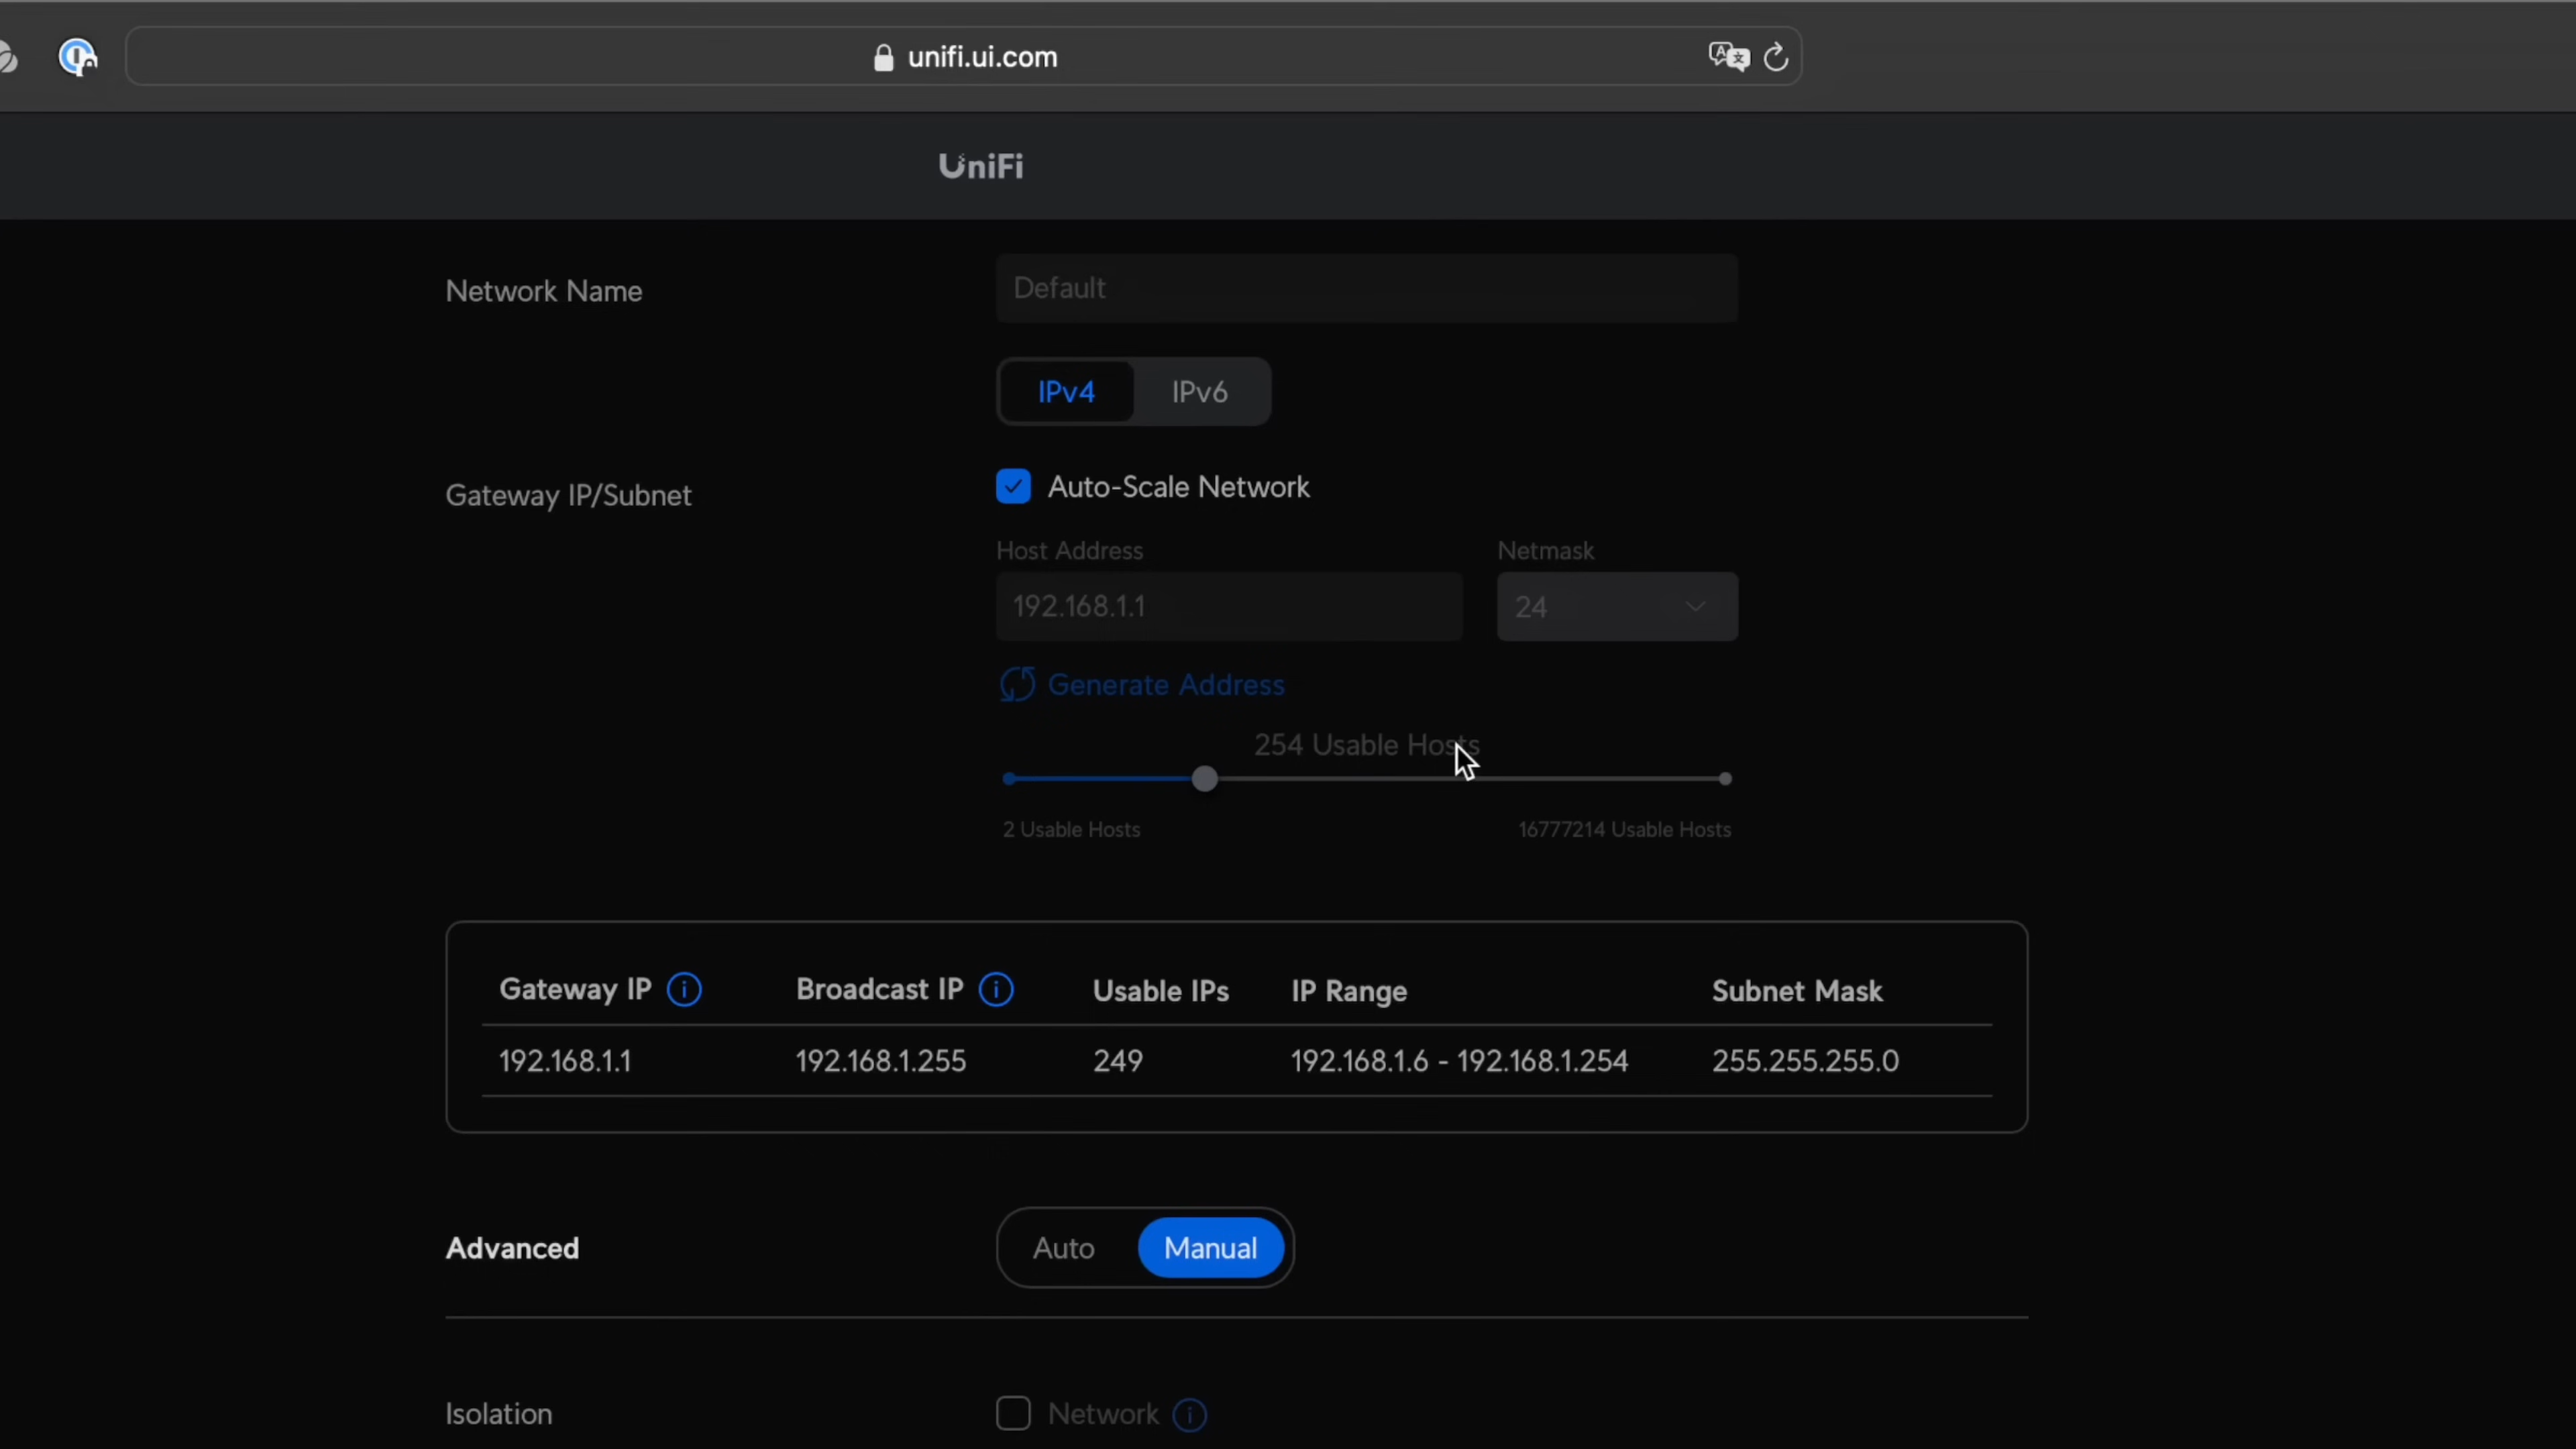 unifi.ui.com
UniFi
Network Name
Default
IPv4 IPv6
Gateway IP/Subnet
Auto-Scale Network
Host Address Netmask
192.168.1.1 24
Generate Address
254 Usable Hosts
2 Usable Hosts 16777214 Usable Hosts
Gateway IP Broadcast IP Usable IPs IP Range Subnet Mask
192.168.1.1 192.168.1.255 249 192.168.1.6 - 192.168.1.254 255.255.255.0
Advanced Auto Manual
Isolation Network